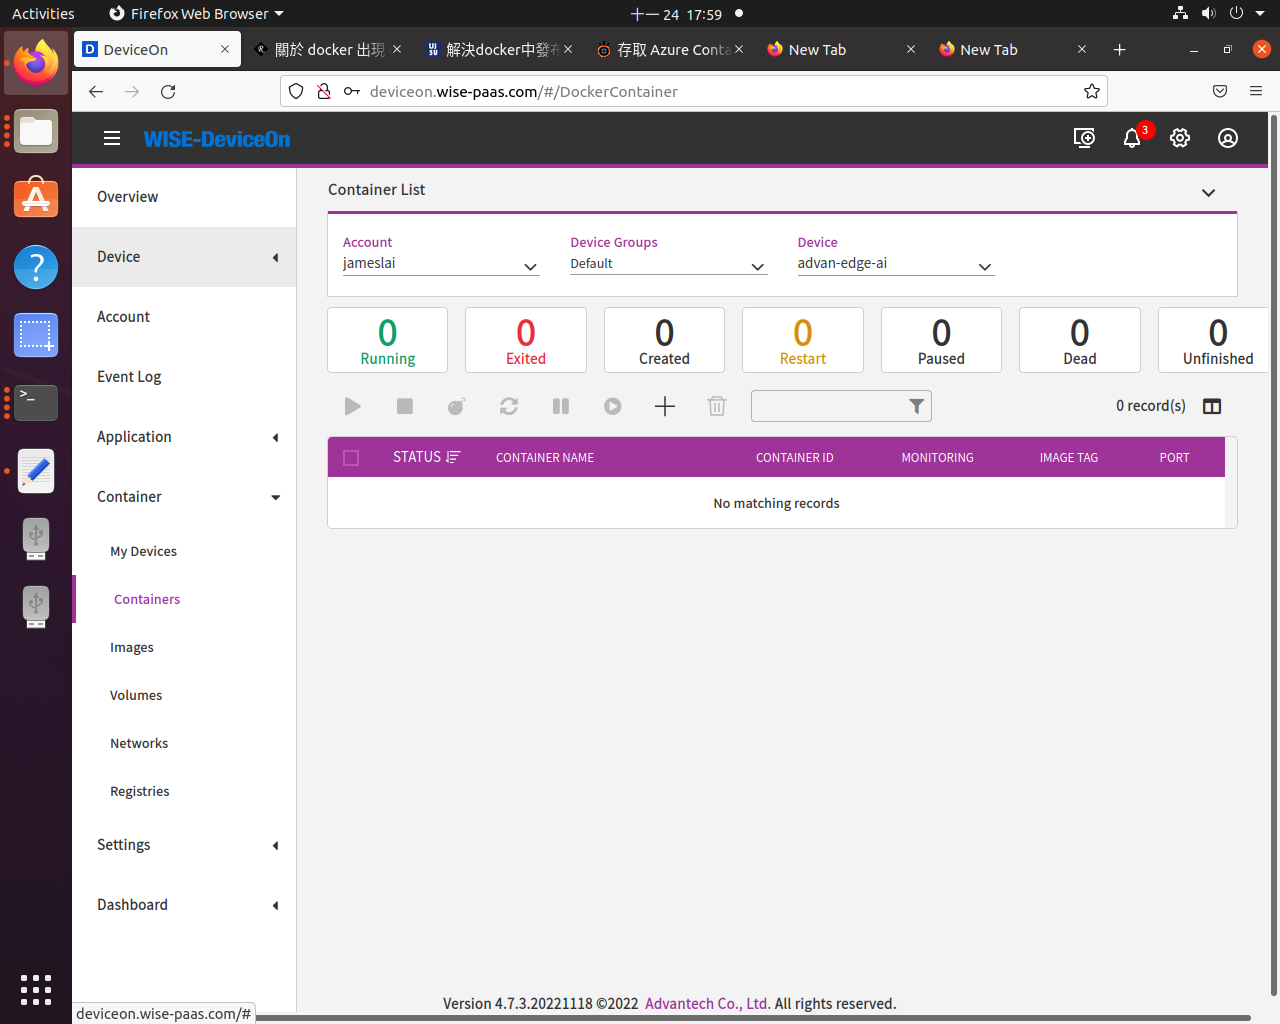 Activities
Firefox Web Browser
十一 24 17:59
DeviceOn
關於 docker 出現
解決docker中發布
存取 Azure Conta
New Tab
New Tab
deviceon.wise-paas.com/#/DockerContainer
WISE-DeviceOn
3
Overview
Device
Account
Event Log
Application
Container
My Devices
Containers
Images
Volumes
Networks
Registries
Settings
Dashboard
Container List
Account
jameslai
Device Groups
Default
Device
advan-edge-ai
0
Running
0
Exited
0
Created
0
Restart
0
Paused
0
Dead
0
Unfinished
0 record(s)
STATUS CONTAINER NAME CONTAINER ID MONITORING IMAGE TAG PORT
No matching records
Version 4.7.3.20221118 ©2022 Advantech Co., Ltd. All rights reserved.
deviceon.wise-paas.com/#